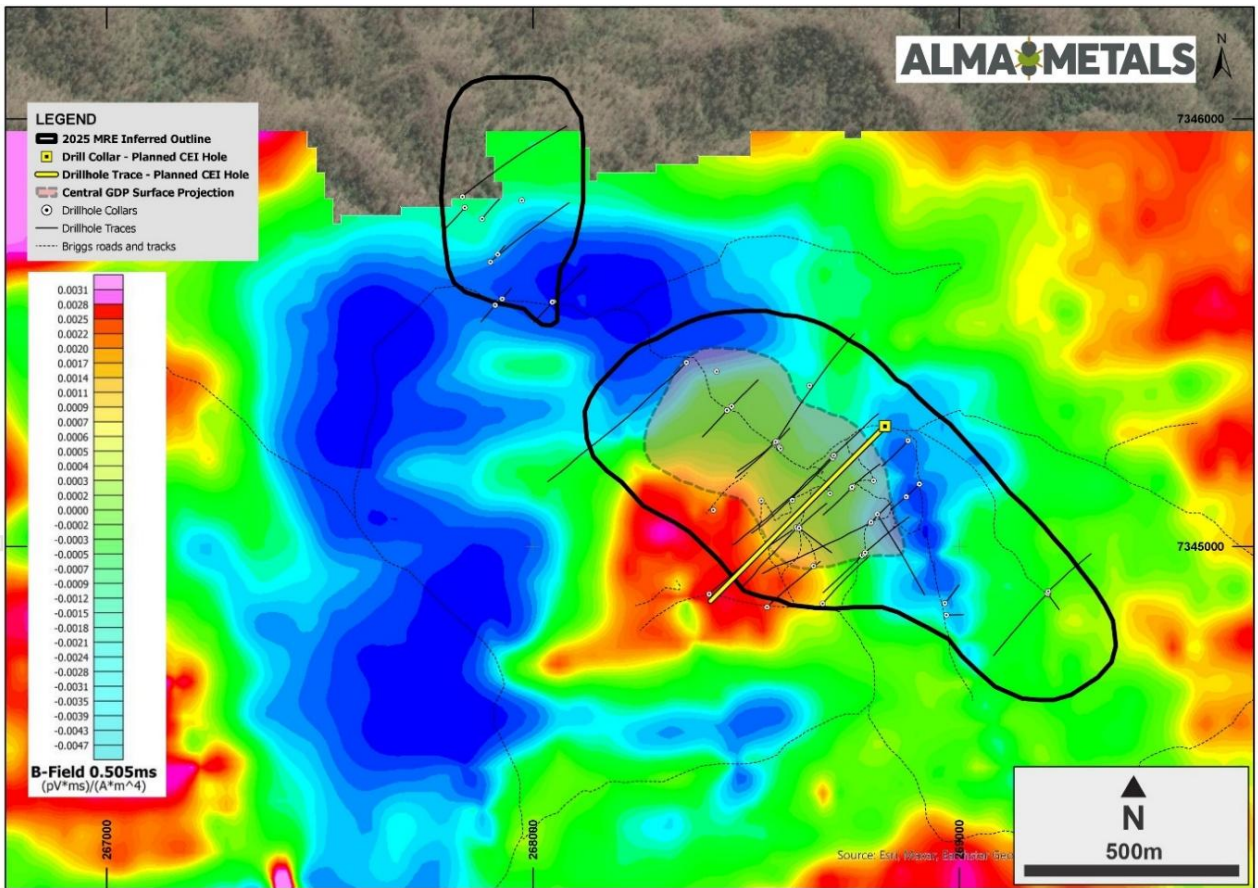 ALMA METALS
N
7346000
LEGEND
2025 MRE Inferred Outline
Drill Collar - Planned CEI Hole
Drillhole Trace - Planned CEI Hole
Central GDP Surface Projection
Drillhole Collars
Drillhole Traces
Briggs roads and tracks
0.0031
0.0028
0.0025
0.0022
0.0020
0.0017
0.0014
0.0011
0.0009
0.0007
0.0006
0.0004
0.0003
0.0002
0.0000
-0.0002
-0.0003
-0.0005
-0.0007
-0.0009
-0.0012
-0.0015
-0.0018
-0.0021
-0.0024
-0.0028
-0.0031
-0.0035
-0.0039
-0.0043
-0.0047
B-Field 0.505ms
(pV*ms)/(A*m^4)
7345000
267000
268000
269000
Source: Esri, Maxar, Earthstar Geo
N
500m